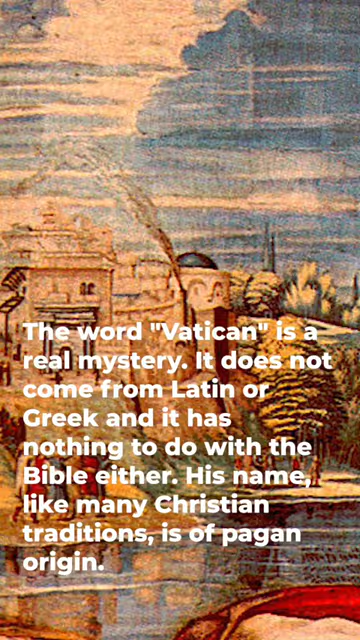 The word "Vatican" is a
real mystery. It does not
come from Latin or
Greek and it has
nothing to do with the
Bible either. His name,
like many Christian
traditions, is of pagan
origin.